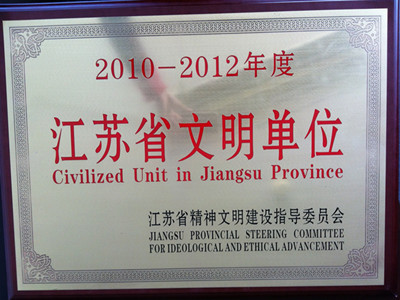 2010-2012年度
江苏省文明单位
Civilized Unit in Jiangsu Province
江苏省精神文明建设指导委员会
JIANGSU PROVINCIAL STEERING COMMITTEE
FOR IDEOLOGICAL AND ETHICAL ADVANCEMENT